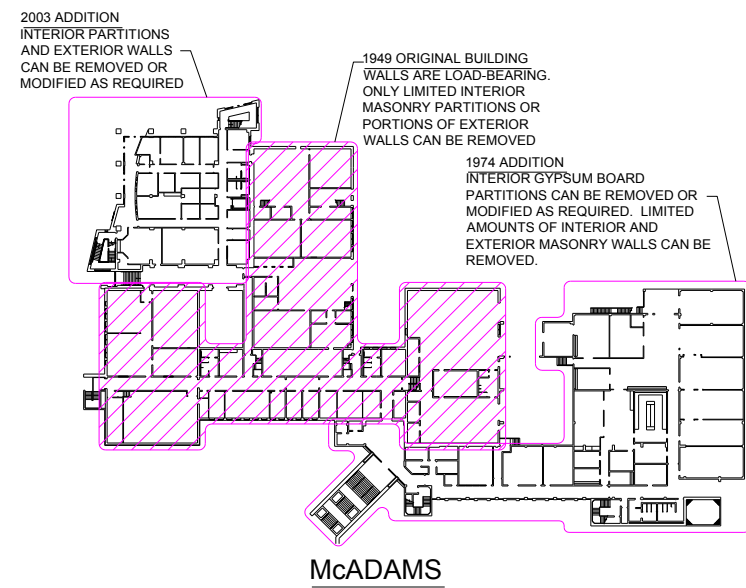 2003 ADDITION
INTERIOR PARTITIONS
AND EXTERIOR WALLS
CAN BE REMOVED OR
MODIFIED AS REQUIRED
1949 ORIGINAL BUILDING
WALLS ARE LOAD-BEARING.
ONLY LIMITED INTERIOR
MASONRY PARTITIONS OR
PORTIONS OF EXTERIOR
WALLS CAN BE REMOVED
1974 ADDITION
INTERIOR GYPSUM BOARD
PARTITIONS CAN BE REMOVED OR
MODIFIED AS REQUIRED. LIMITED
AMOUNTS OF INTERIOR AND
EXTERIOR MASONRY WALLS CAN BE
REMOVED.
McADAMS